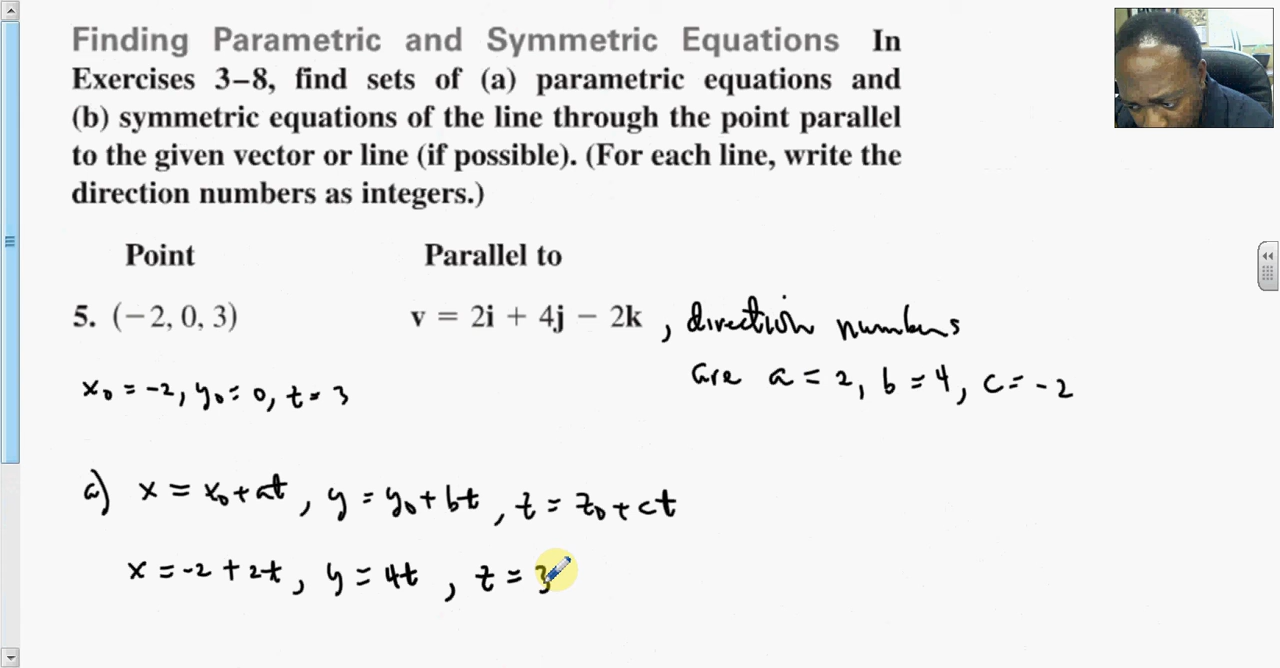 Finding Parametric and Symmetric Equations In
Exercises 3–8, find sets of (a) parametric equations and
(b) symmetric equations of the line through the point parallel
to the given vector or line (if possible). (For each line, write the
direction numbers as integers.)
Point Parallel to
5. (−2, 0, 3) v = 2i + 4j − 2k , direction numbers
are a = 2, b = 4, c = -2
x₀ = -2, y₀ = 0, z = 3
a) x = x₀ + at, y = y₀ + bt, z = z₀ + ct
x = -2 + 2t, y = 4t, z = 3